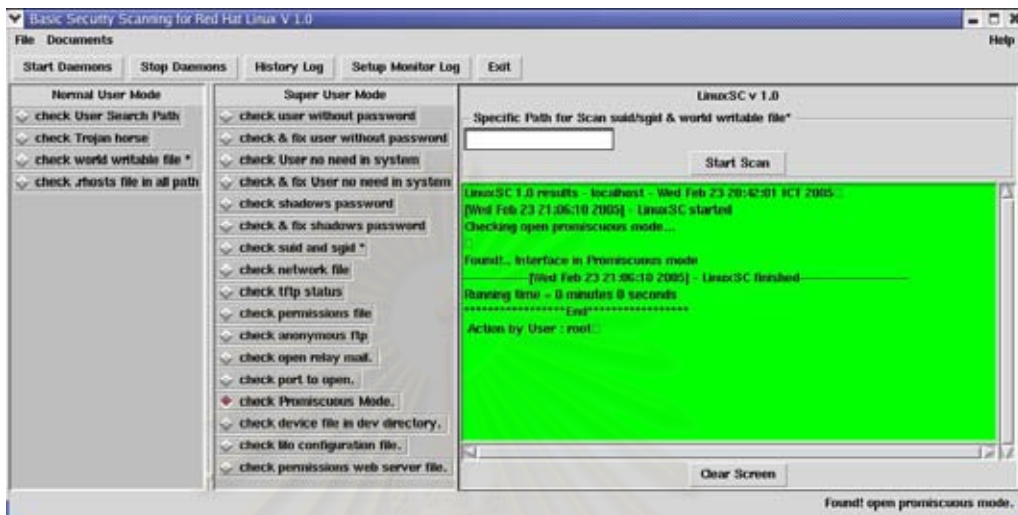 Basic Security Scanning for Red Hat Linux V 1.0
File Documents Help
Start Daemons Stop Daemons History Log Setup Monitor Log Exit
Normal User Mode
check User Search Path
check Trojan horse
check world writable file *
check .rhosts file in all path
Super User Mode
check user without password
check & fix user without password
check User no need in system
check & fix User no need in system
check shadows password
check & fix shadows password
check suid and sgid *
check network file
check tftp status
check permissions file
check anonymous ftp
check open relay mail.
check port to open.
check Promiscuous Mode.
check device file in dev directory.
check lilo configuration file.
check permissions web server file.
LinuxSC v 1.0
Specific Path for Scan suid/sgid & world writable file*
Start Scan
LinuxSC 1.0 results - localhost - Wed Feb 23 20:42:01 ICT 2005
[Wed Feb 23 21:06:10 2005] - LinuxSC started
Checking open promiscuous mode...
Found!.. Interface in Promiscuous mode
[Wed Feb 23 21:06:10 2005] - LinuxSC finished
Running time = 0 minutes 0 seconds
******************End******************
Action by User : root
Clear Screen
Found! open promiscuous mode.